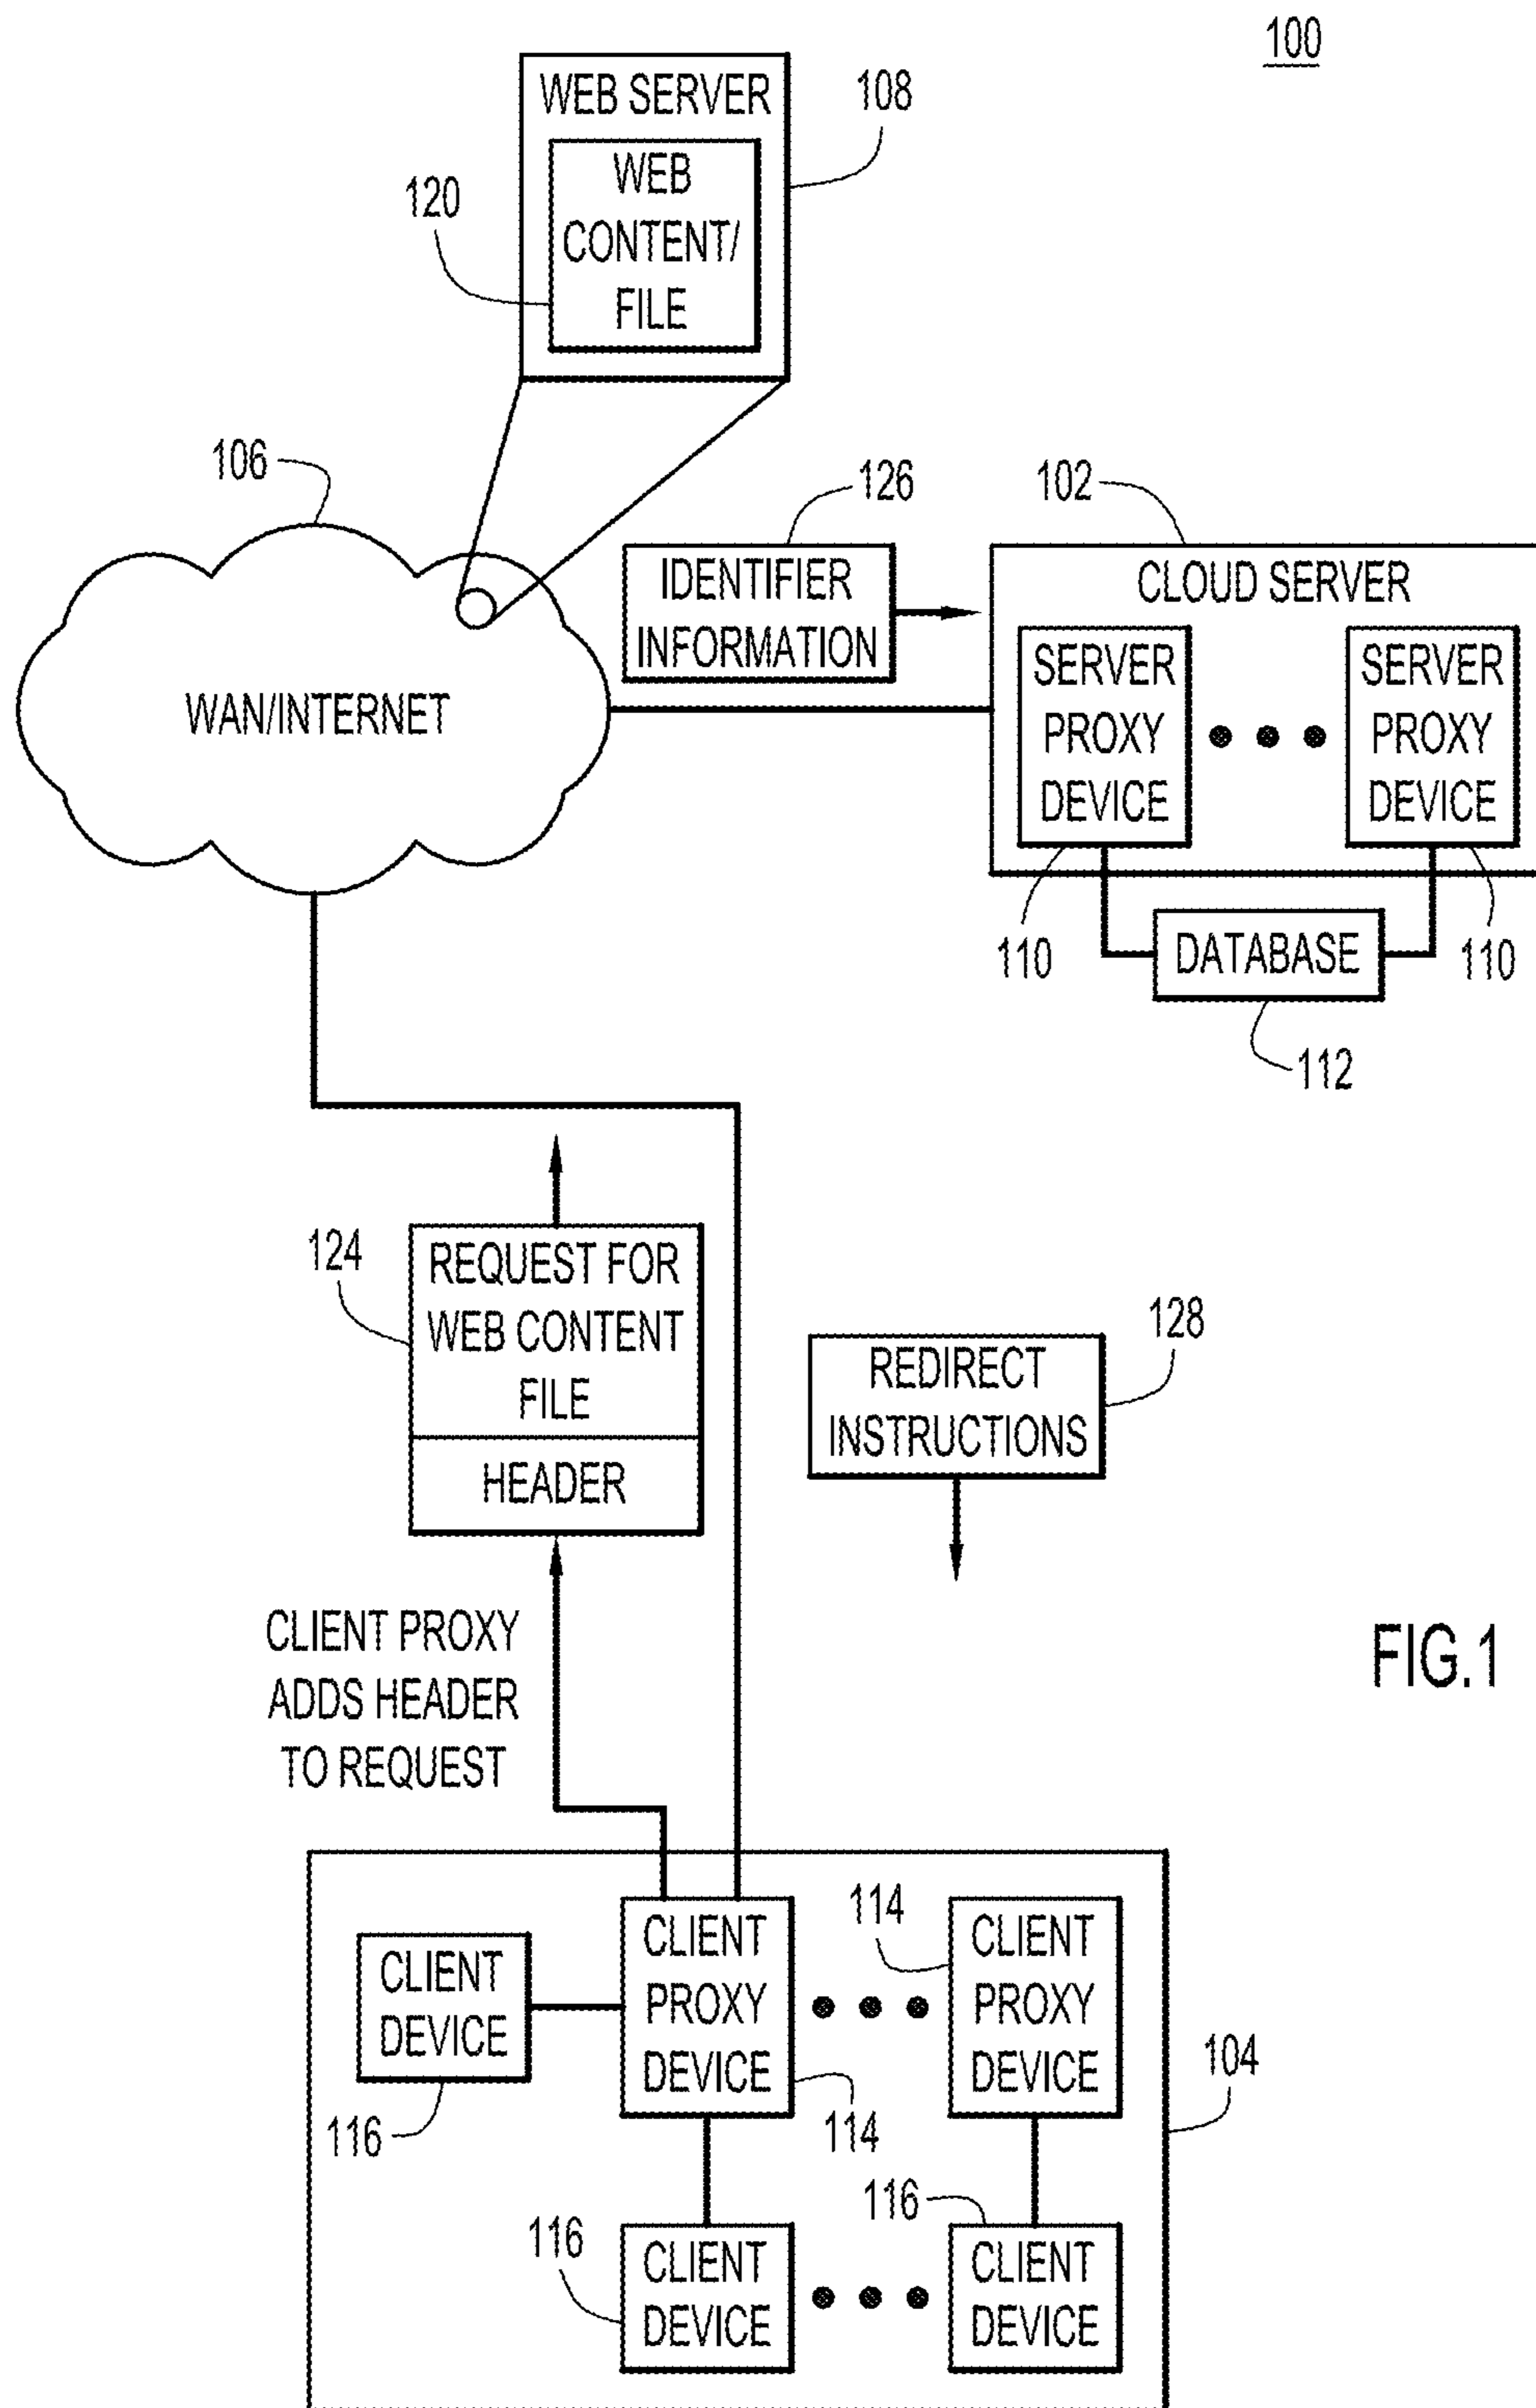 100
WEB SERVER
108
WEB
CONTENT/
FILE
120
106
WAN/INTERNET
126
IDENTIFIER
INFORMATION
102
CLOUD SERVER
SERVER
PROXY
DEVICE
SERVER
PROXY
DEVICE
110
DATABASE
110
112
124
REQUEST FOR
WEB CONTENT
FILE
HEADER
128
REDIRECT
INSTRUCTIONS
CLIENT PROXY
ADDS HEADER
TO REQUEST
FIG.1
CLIENT
DEVICE
116
CLIENT
PROXY
DEVICE
114
114
CLIENT
PROXY
DEVICE
104
116
CLIENT
DEVICE
116
CLIENT
DEVICE